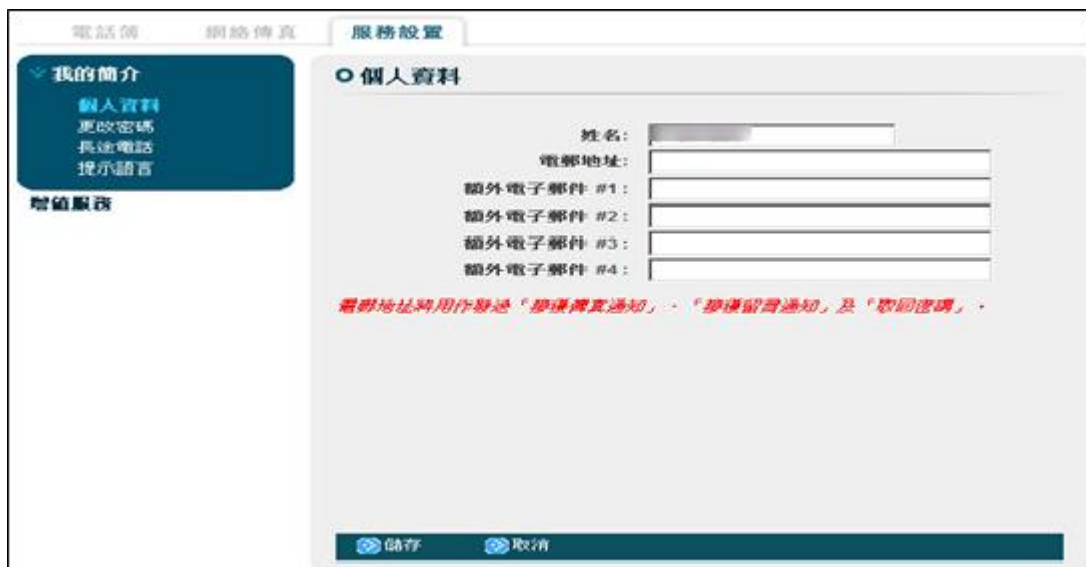 電話簿 網絡傳真 服務設置
我的簡介
個人資料
更改密碼
長途電話
提示語言
增值服務
個人資料
姓名:
電郵地址:
額外電子郵件 #1:
額外電子郵件 #2:
額外電子郵件 #3:
額外電子郵件 #4:
電郵地址將用作發送「接獲傳真通知」、「接獲留言通知」及「取回密碼」。
儲存 取消